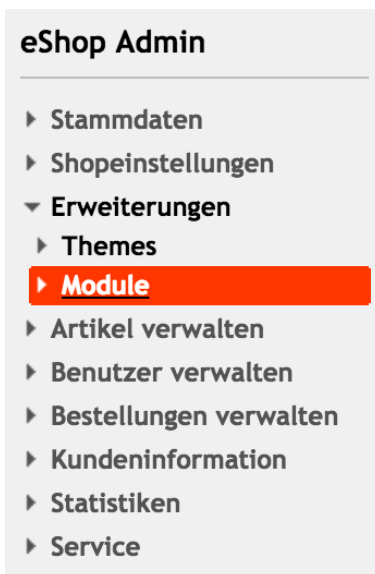 eShop Admin
Stammdaten
Shopeinstellungen
Erweiterungen
Themes
Module
Artikel verwalten
Benutzer verwalten
Bestellungen verwalten
Kundeninformation
Statistiken
Service